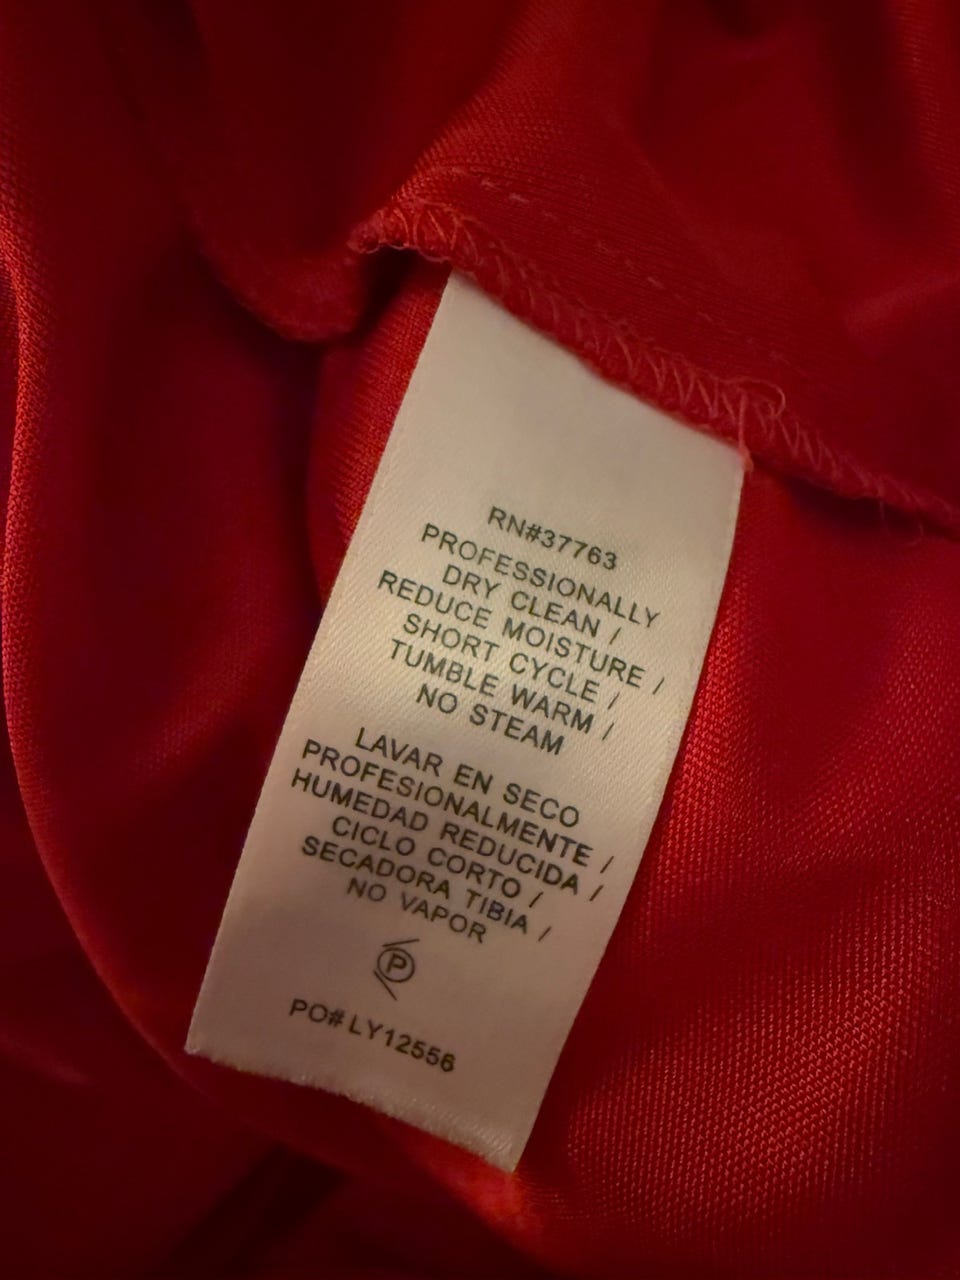 RN#37763
PROFESSIONALLY
DRY CLEAN /
REDUCE MOISTURE /
SHORT CYCLE /
TUMBLE WARM /
NO STEAM
LAVAR EN SECO
PROFESIONALMENTE /
HUMEDAD REDUCIDA /
CICLO CORTO /
SECADORA TIBIA /
NO VAPOR
P
PO# LY12556